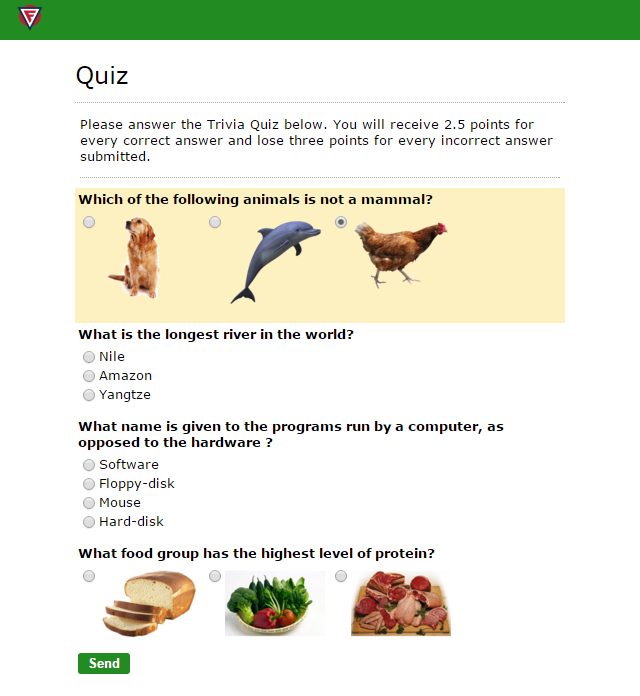 Quiz
Please answer the Trivia Quiz below. You will receive 2.5 points for
every correct answer and lose three points for every incorrect answer
submitted.
Which of the following animals is not a mammal?
What is the longest river in the world?
Nile
Amazon
Yangtze
What name is given to the programs run by a computer, as
opposed to the hardware ?
Software
Floppy-disk
Mouse
Hard-disk
What food group has the highest level of protein?
Send